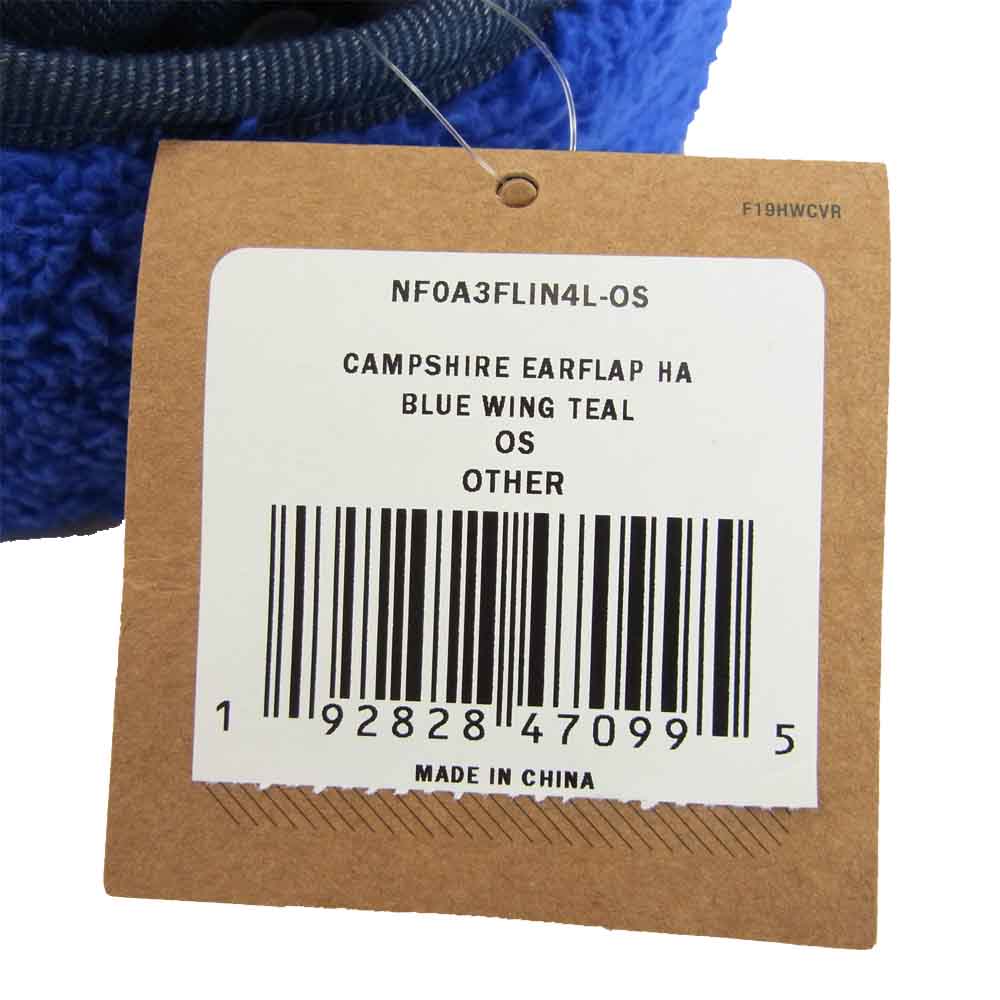 F19HWCVR
NF0A3FLIN4L-OS
CAMPSHIRE EARFLAP HA
BLUE WING TEAL
OS
OTHER
1 92828 47099 5
MADE IN CHINA